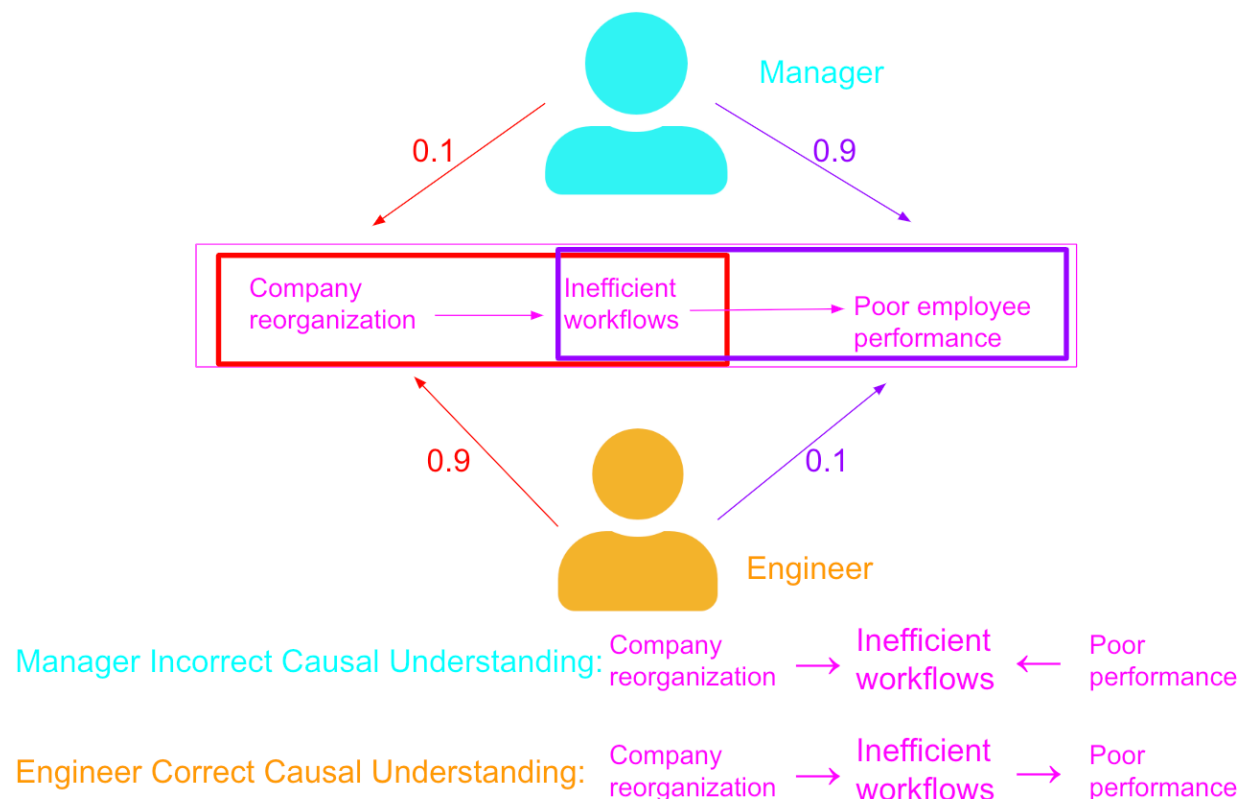 Manager
0.1
0.9
Company
reorganization
Inefficient
workflows
Poor employee
performance
0.9
0.1
Engineer
Manager Incorrect Causal Understanding:
Company
reorganization
Inefficient
workflows
Poor
performance
Engineer Correct Causal Understanding:
Company
reorganization
Inefficient
workflows
Poor
performance